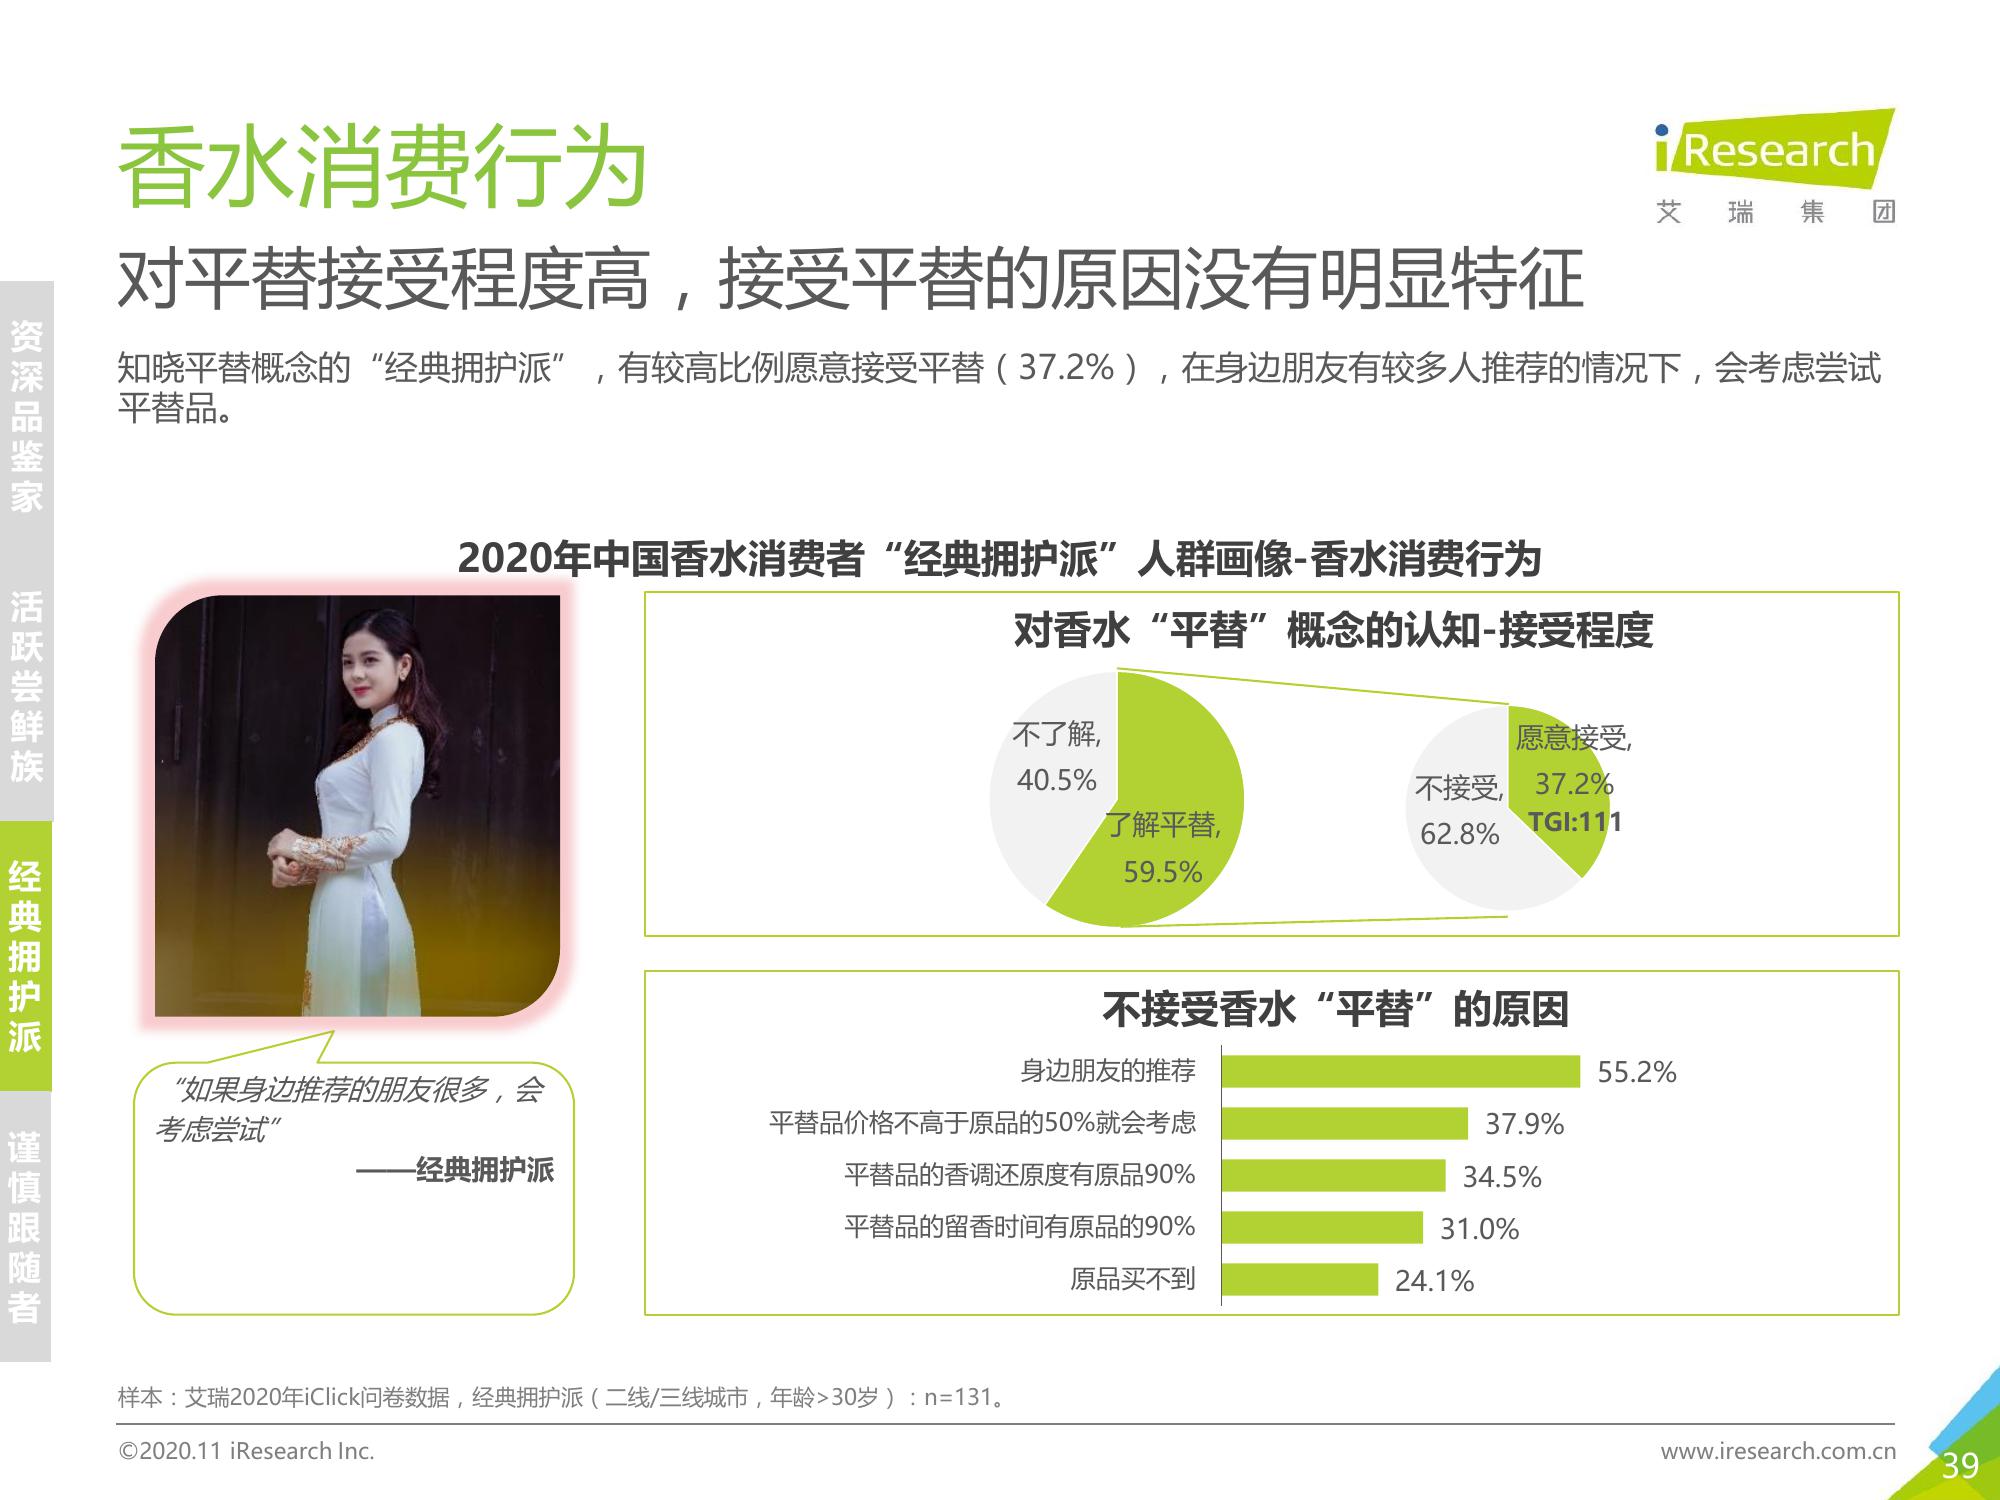 香水消费行为
iResearch
艾瑞集团
对平替接受程度高，接受平替的原因没有明显特征
知晓平替概念的“经典拥护派”，有较高比例愿意接受平替（37.2%），在身边朋友有较多人推荐的情况下，会考虑尝试
平替品。
资深品鉴家
活跃尝鲜族
经典拥护派
谨慎跟随者
2020年中国香水消费者“经典拥护派”人群画像-香水消费行为
对香水“平替”概念的认知-接受程度
不了解,
40.5%
了解平替,
59.5%
不接受,
62.8%
愿意接受,
37.2%
TGI:111
“如果身边推荐的朋友很多，会
考虑尝试”
——经典拥护派
不接受香水“平替”的原因
身边朋友的推荐 55.2%
平替品价格不高于原品的50%就会考虑 37.9%
平替品的香调还原度有原品90% 34.5%
平替品的留香时间有原品的90% 31.0%
原品买不到 24.1%
样本：艾瑞2020年iClick问卷数据，经典拥护派（二线/三线城市，年龄>30岁）：n=131。
©2020.11 iResearch Inc.
www.iresearch.com.cn
39